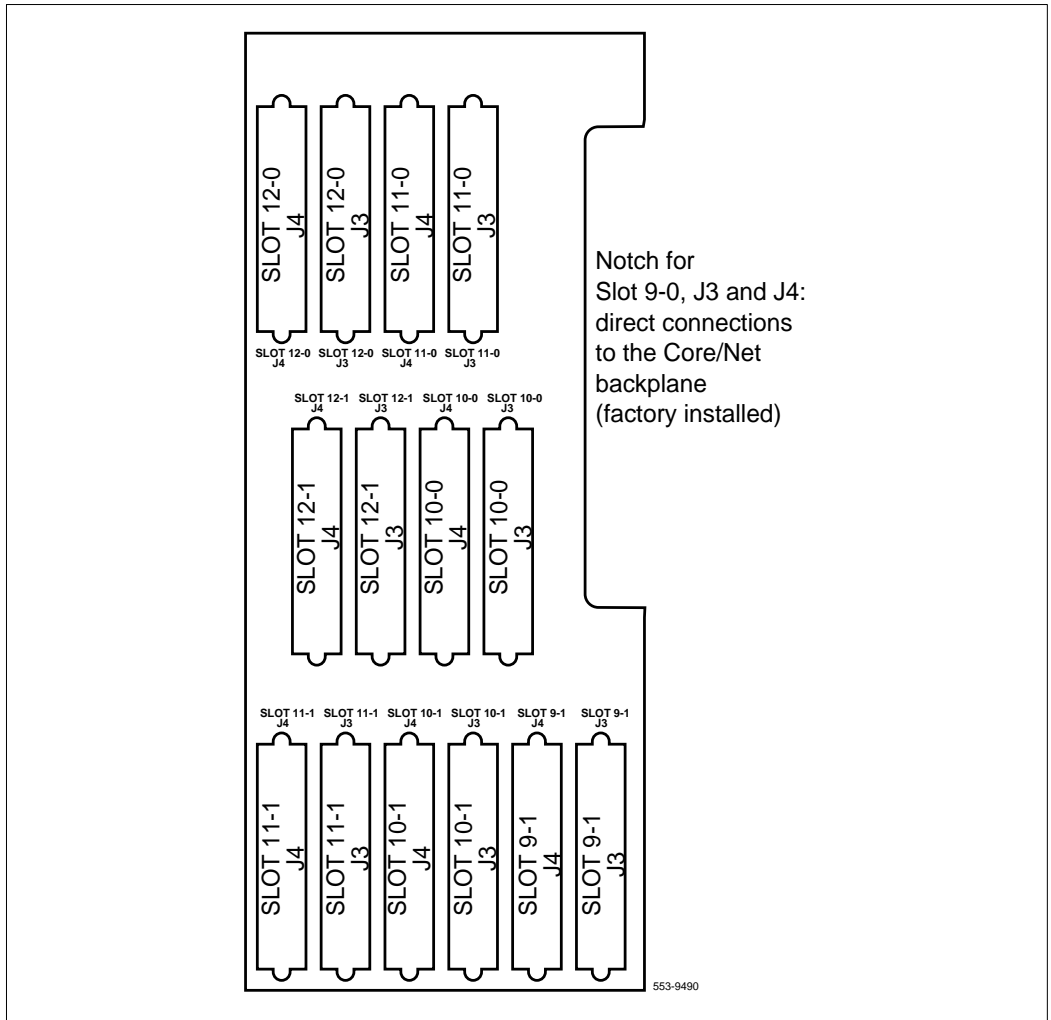 SLOT 12-0
J4
SLOT 12-0
J3
SLOT 11-0
J4
SLOT 11-0
J3
SLOT 12-0
J4
SLOT 12-0
J3
SLOT 11-0
J4
SLOT 11-0
J3
Notch for
Slot 9-0, J3 and J4:
direct connections
to the Core/Net
backplane
(factory installed)
SLOT 12-1
J4
SLOT 12-1
J3
SLOT 10-0
J4
SLOT 10-0
J3
SLOT 12-1
J4
SLOT 12-1
J3
SLOT 10-0
J4
SLOT 10-0
J3
SLOT 11-1
J4
SLOT 11-1
J3
SLOT 10-1
J4
SLOT 10-1
J3
SLOT 9-1
J4
SLOT 9-1
J3
SLOT 11-1
J4
SLOT 11-1
J3
SLOT 10-1
J4
SLOT 10-1
J3
SLOT 9-1
J4
SLOT 9-1
J3
553-9490